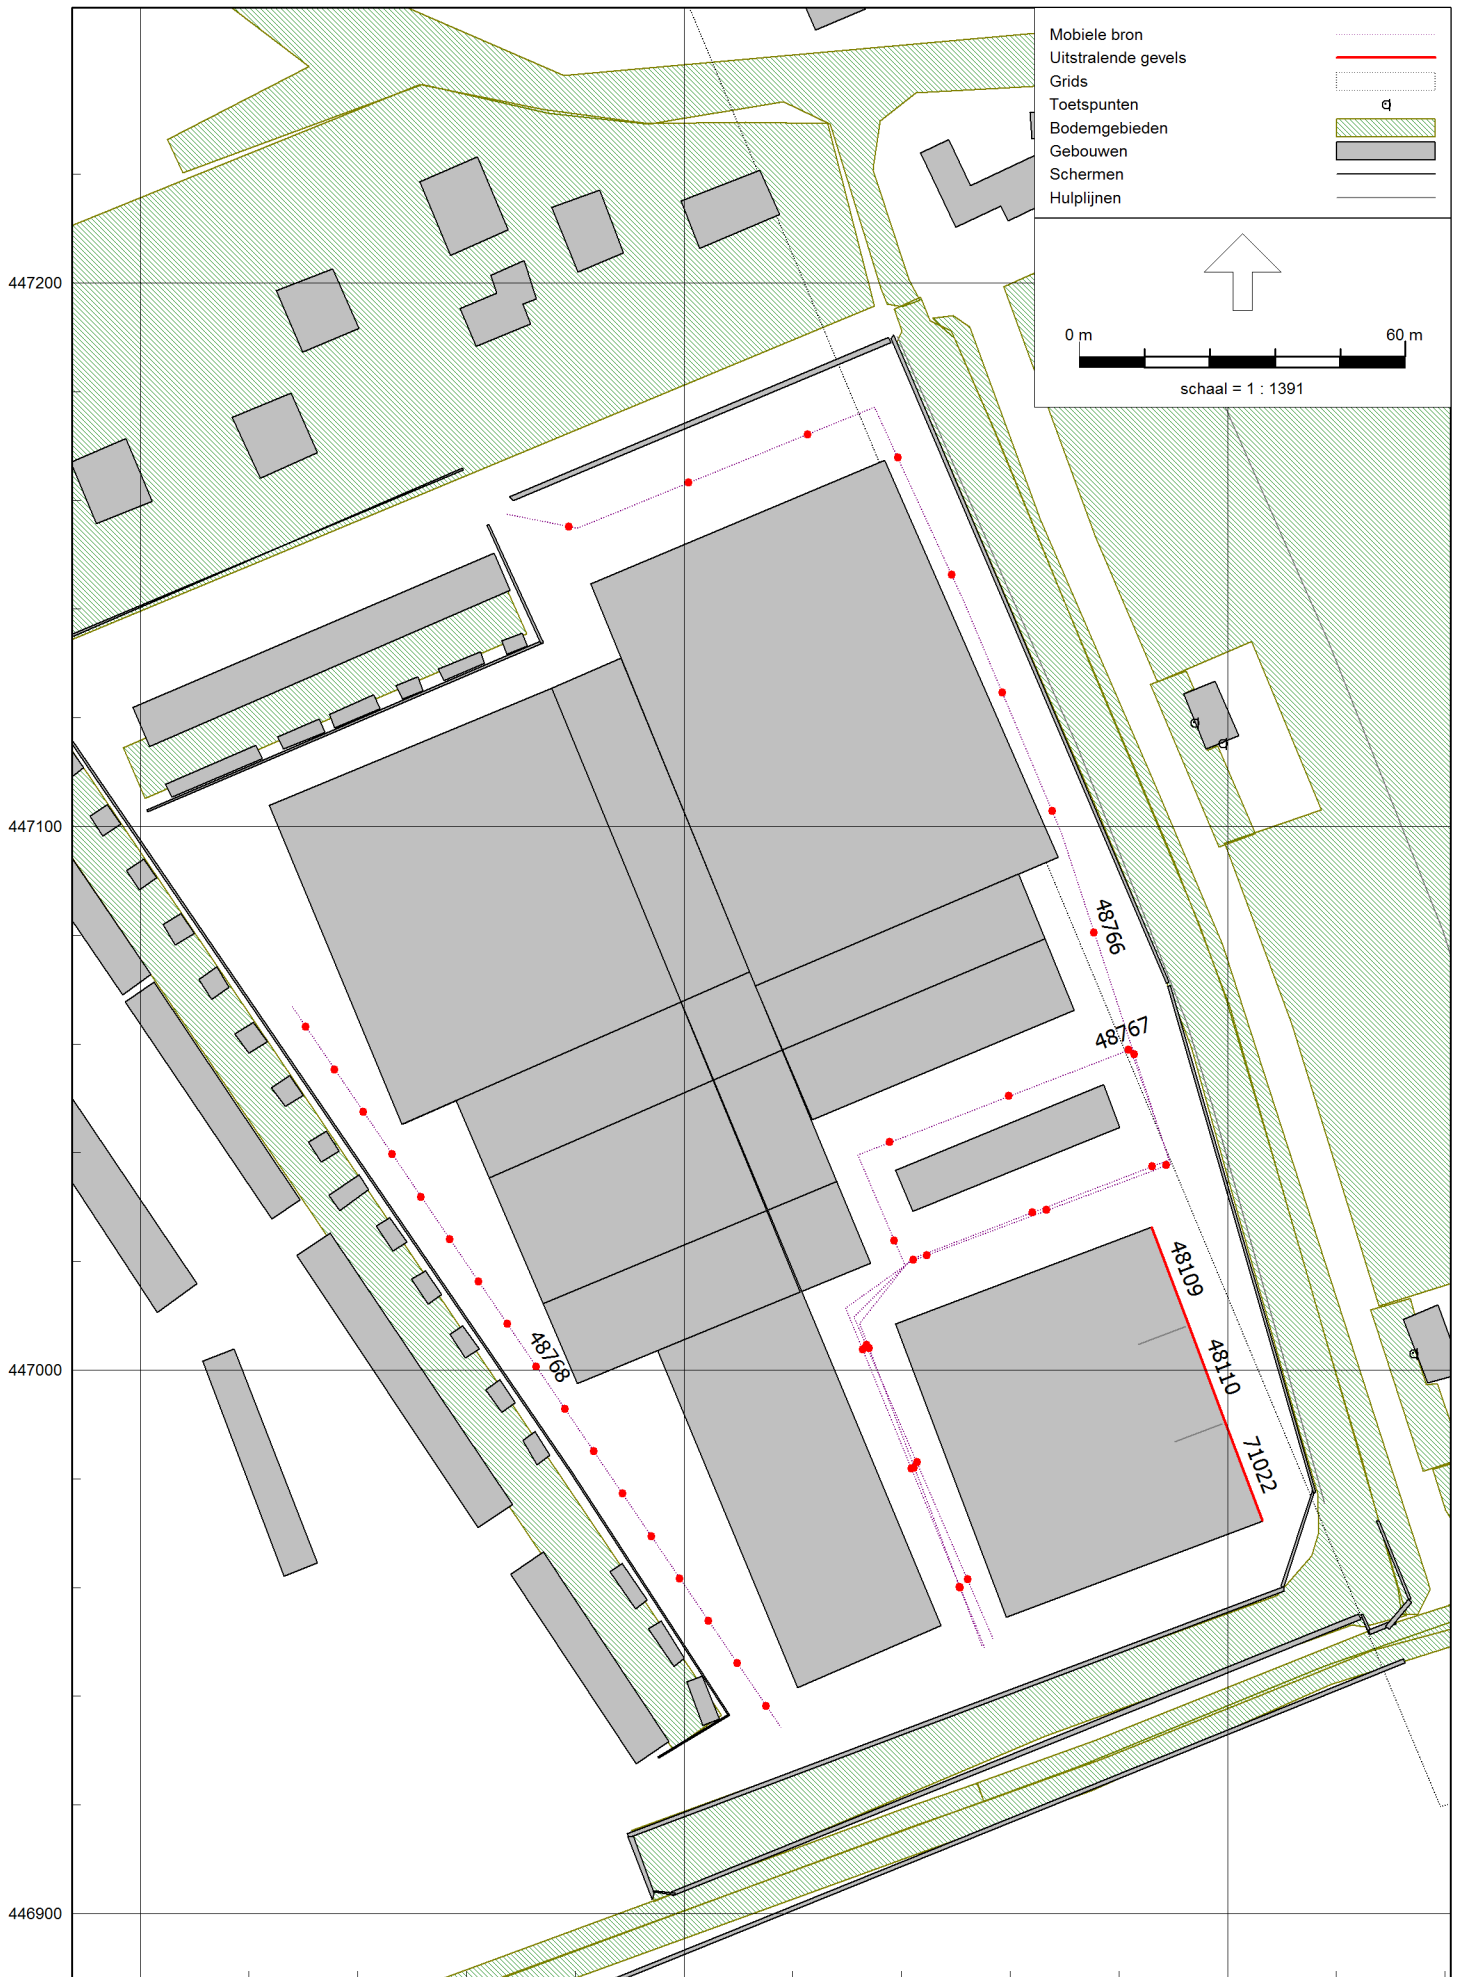 Mobiele bron
Uitstralende gevels
Grids
Toetspunten
Bodemgebieden
Gebouwen
Schermen
Hulplijnen
0 m 60 m
schaal = 1 : 1391
447200
447100
48766
48767
48109
48110
48768
447000
71022
446900